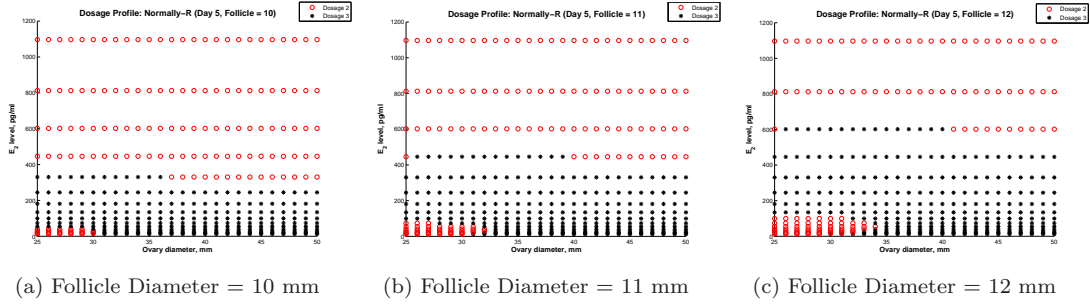 Dosage Profile: Normally-R (Day 5, Follicle = 10)
Dosage 2
Dosage 3
1200
1000
800
600
400
200
0
E2 level, pg/ml
25 30 35 40 45 50
Ovary diameter, mm
(a) Follicle Diameter = 10 mm
Dosage Profile: Normally-R (Day 5, Follicle = 11)
Dosage 2
Dosage 3
1200
1000
800
600
400
200
0
E2 level, pg/ml
25 30 35 40 45 50
Ovary diameter, mm
(b) Follicle Diameter = 11 mm
Dosage Profile: Normally-R (Day 5, Follicle = 12)
Dosage 2
Dosage 3
1200
1000
800
600
400
200
0
E2 level, pg/ml
25 30 35 40 45 50
Ovary diameter, mm
(c) Follicle Diameter = 12 mm